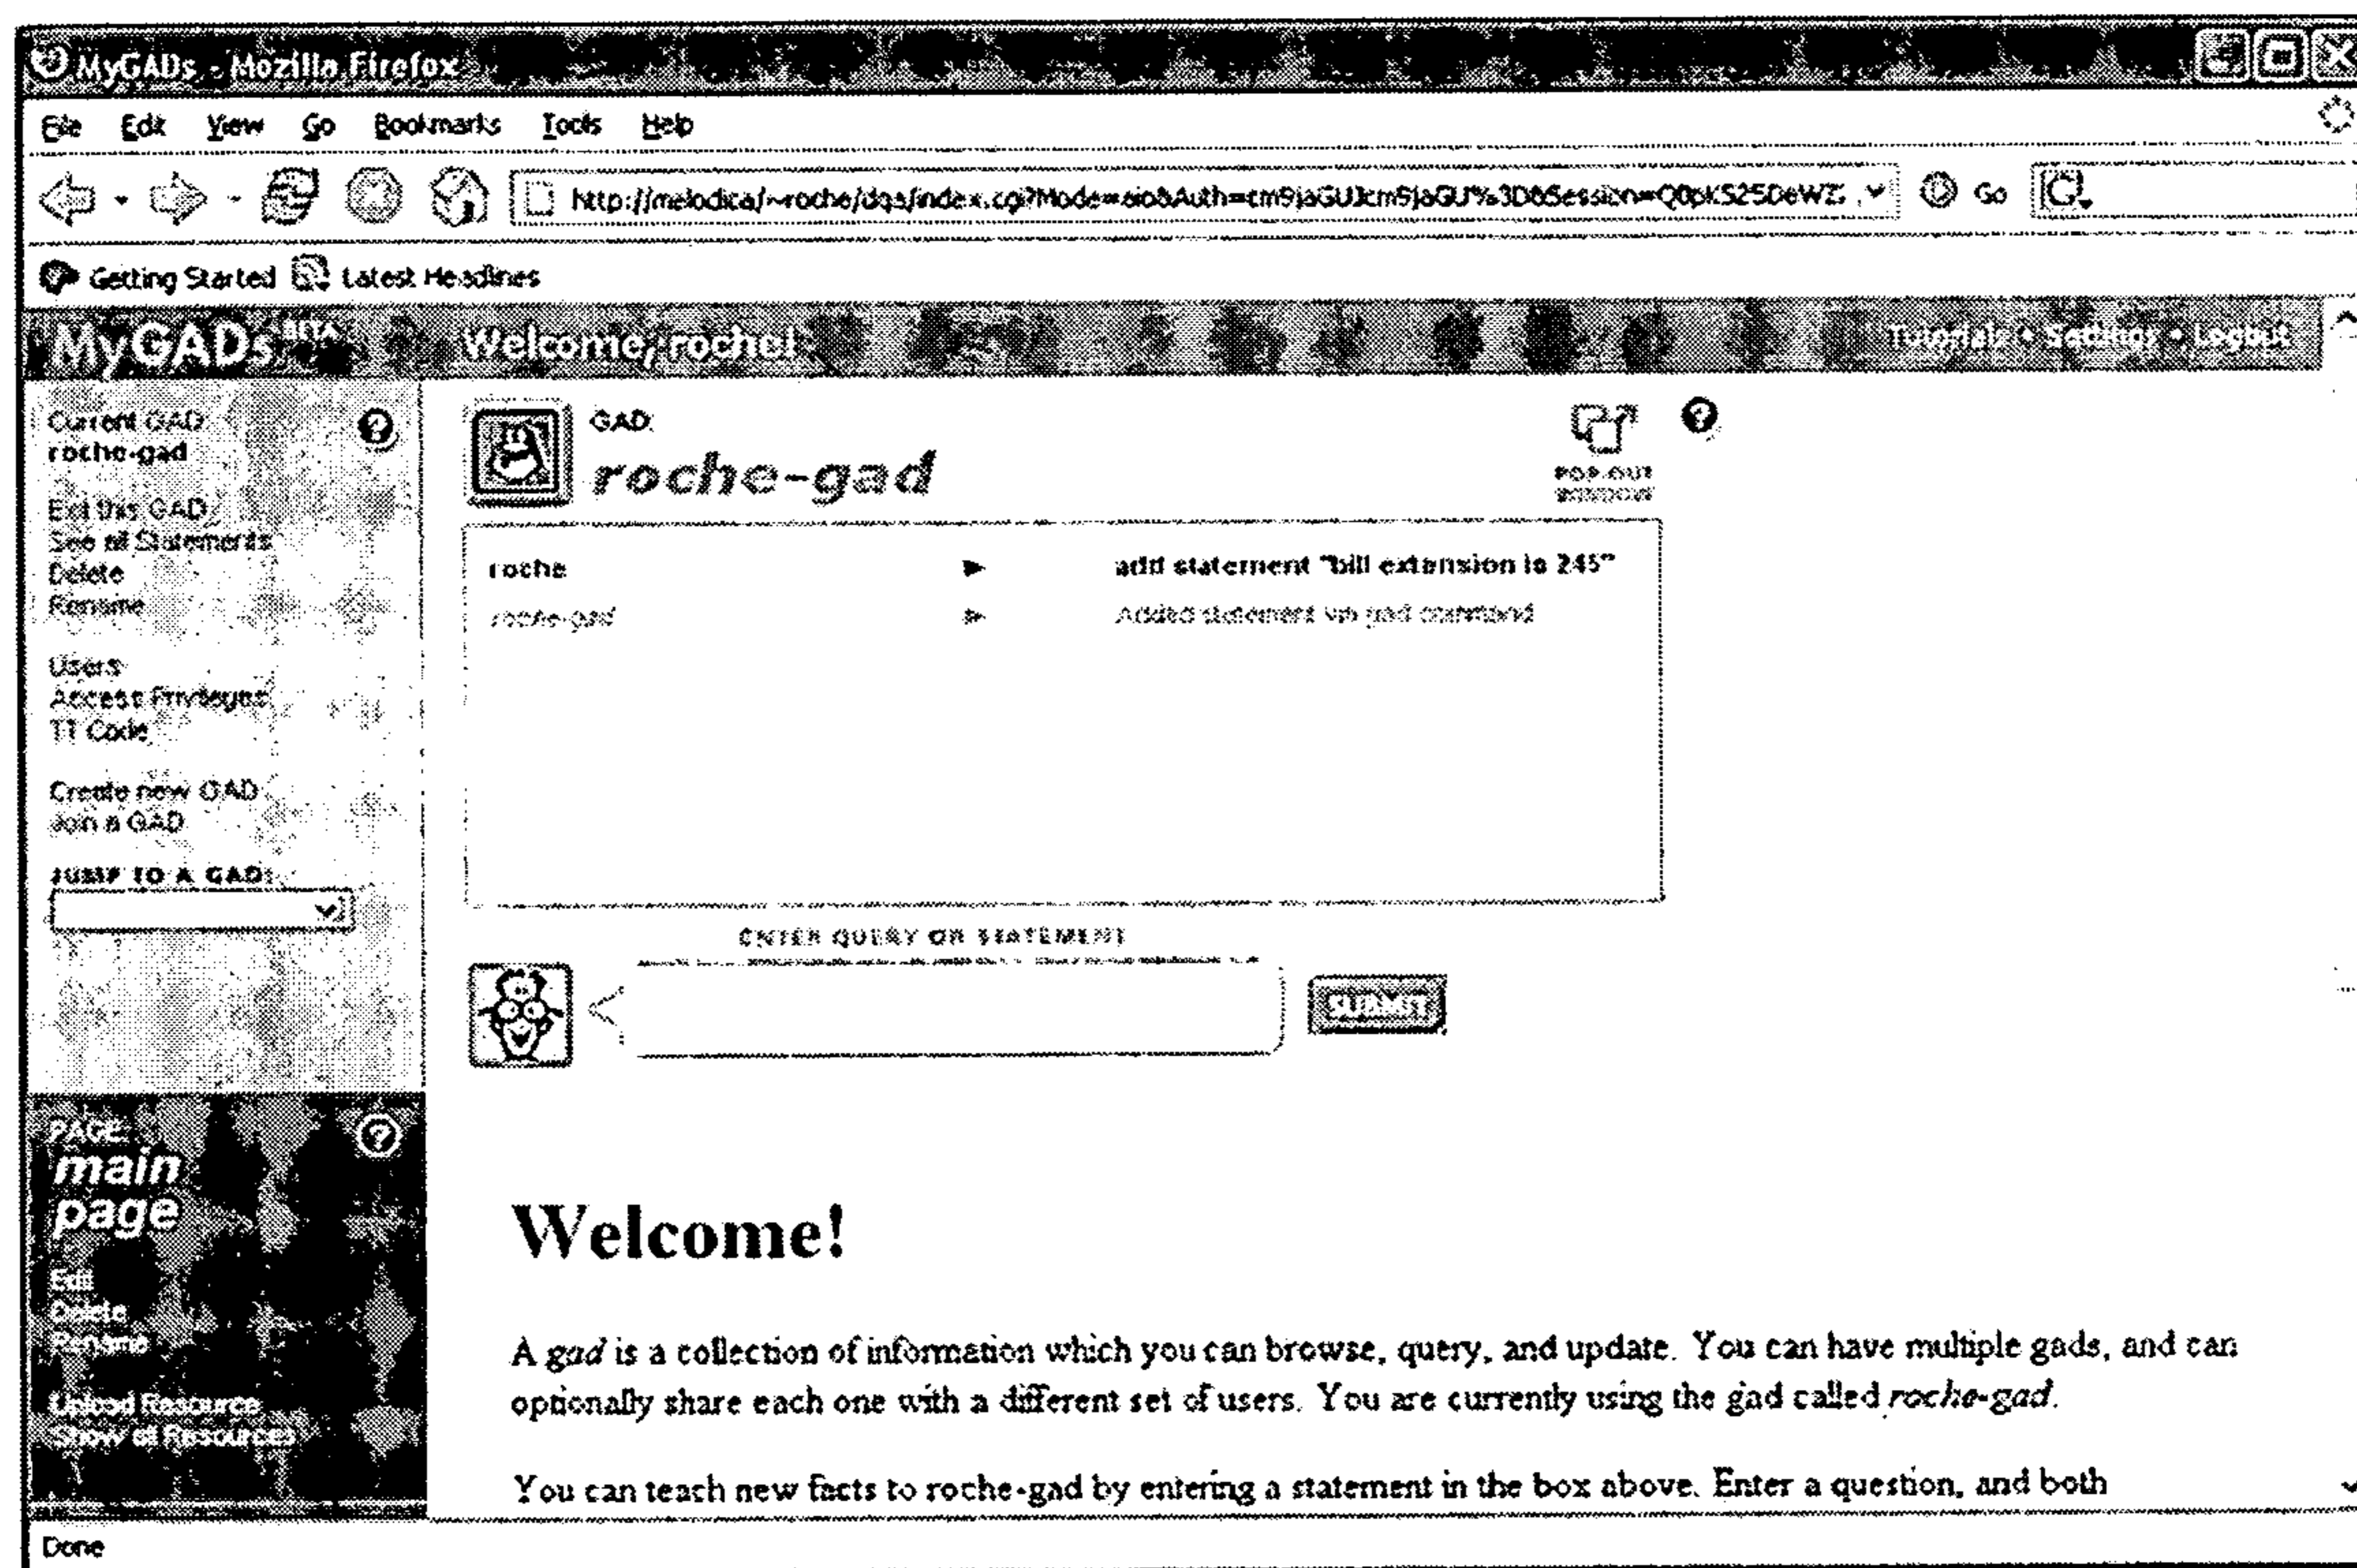 MyGADs - Mozilla Firefox
File Edit View Go Bookmarks Tools Help
Go
Getting Started Latest Headlines
MyGADs BETA Welcome, roche! Tutorials • Settings • Logout
Current GAD:
roche-gad
Exit this GAD
See all Statements
Delete
Rename
Users
Access Privileges
TT Code
Create new GAD
Join a GAD
JUMP TO A GAD:
GAD:
roche-gad
POP-OUT
WINDOW
roche ▶ add statement "bill extension is 245"
roche-gad ▶ Added statement via gad command
ENTER QUERY OR STATEMENT
SUBMIT
PAGE:
main
page
Edit
Delete
Rename
Upload Resource
Show all Resources
Welcome!
A gad is a collection of information which you can browse, query, and update. You can have multiple gads, and can
optionally share each one with a different set of users. You are currently using the gad called roche-gad.
You can teach new facts to roche-gad by entering a statement in the box above. Enter a question, and both
Done